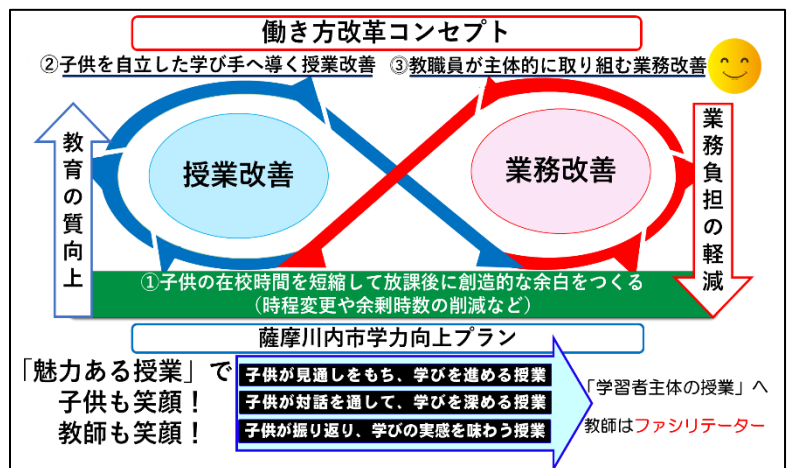 働き方改革コンセプト
②子供を自立した学び手へ導く授業改善
③教職員が主体的に取り組む業務改善
教育の質向上
授業改善
業務改善
業務負担の軽減
①子供の在校時間を短縮して放課後に創造的な余白をつくる
（時程変更や余剰時数の削減など）
薩摩川内市学力向上プラン
「魅力ある授業」で
子供も笑顔！
教師も笑顔！
子供が見通しをもち、学びを進める授業
子供が対話を通して、学びを深める授業
子供が振り返り、学びの実感を味わう授業
「学習者主体の授業」へ
教師はファシリテーター